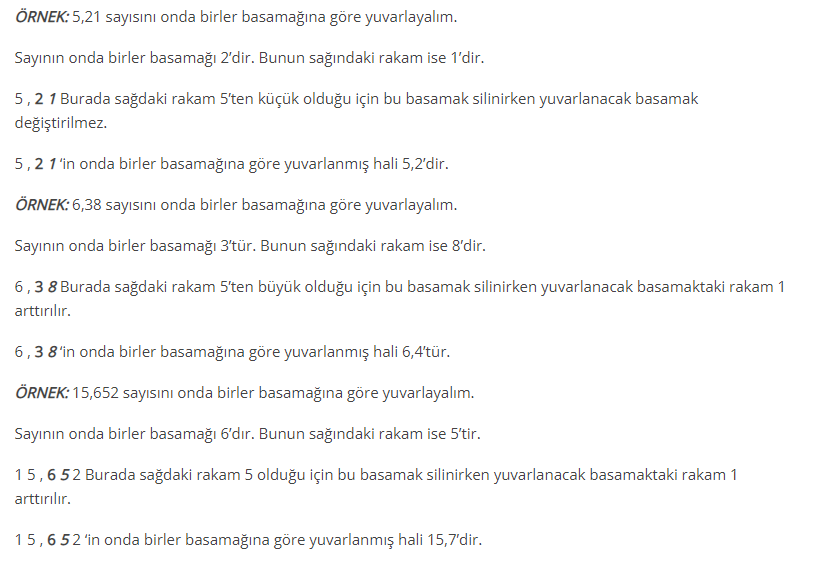 ÖRNEK: 5,21 sayısını onda birler basamağına göre yuvarlayalım.
Sayının onda birler basamağı 2’dir. Bunun sağındaki rakam ise 1’dir.
5 , 2 1 Burada sağdaki rakam 5’ten küçük olduğu için bu basamak silinirken yuvarlanacak basamak
değiştirilmez.
5 , 2 1 ‘in onda birler basamağına göre yuvarlanmış hali 5,2’dir.
ÖRNEK: 6,38 sayısını onda birler basamağına göre yuvarlayalım.
Sayının onda birler basamağı 3’tür. Bunun sağındaki rakam ise 8’dir.
6 , 3 8 Burada sağdaki rakam 5’ten büyük olduğu için bu basamak silinirken yuvarlanacak basamaktaki rakam 1
arttırılır.
6 , 3 8 ‘in onda birler basamağına göre yuvarlanmış hali 6,4’tür.
ÖRNEK: 15,652 sayısını onda birler basamağına göre yuvarlayalım.
Sayının onda birler basamağı 6’dır. Bunun sağındaki rakam ise 5’tir.
1 5 , 6 5 2 Burada sağdaki rakam 5 olduğu için bu basamak silinirken yuvarlanacak basamaktaki rakam 1
arttırılır.
1 5 , 6 5 2 ‘in onda birler basamağına göre yuvarlanmış hali 15,7’dir.